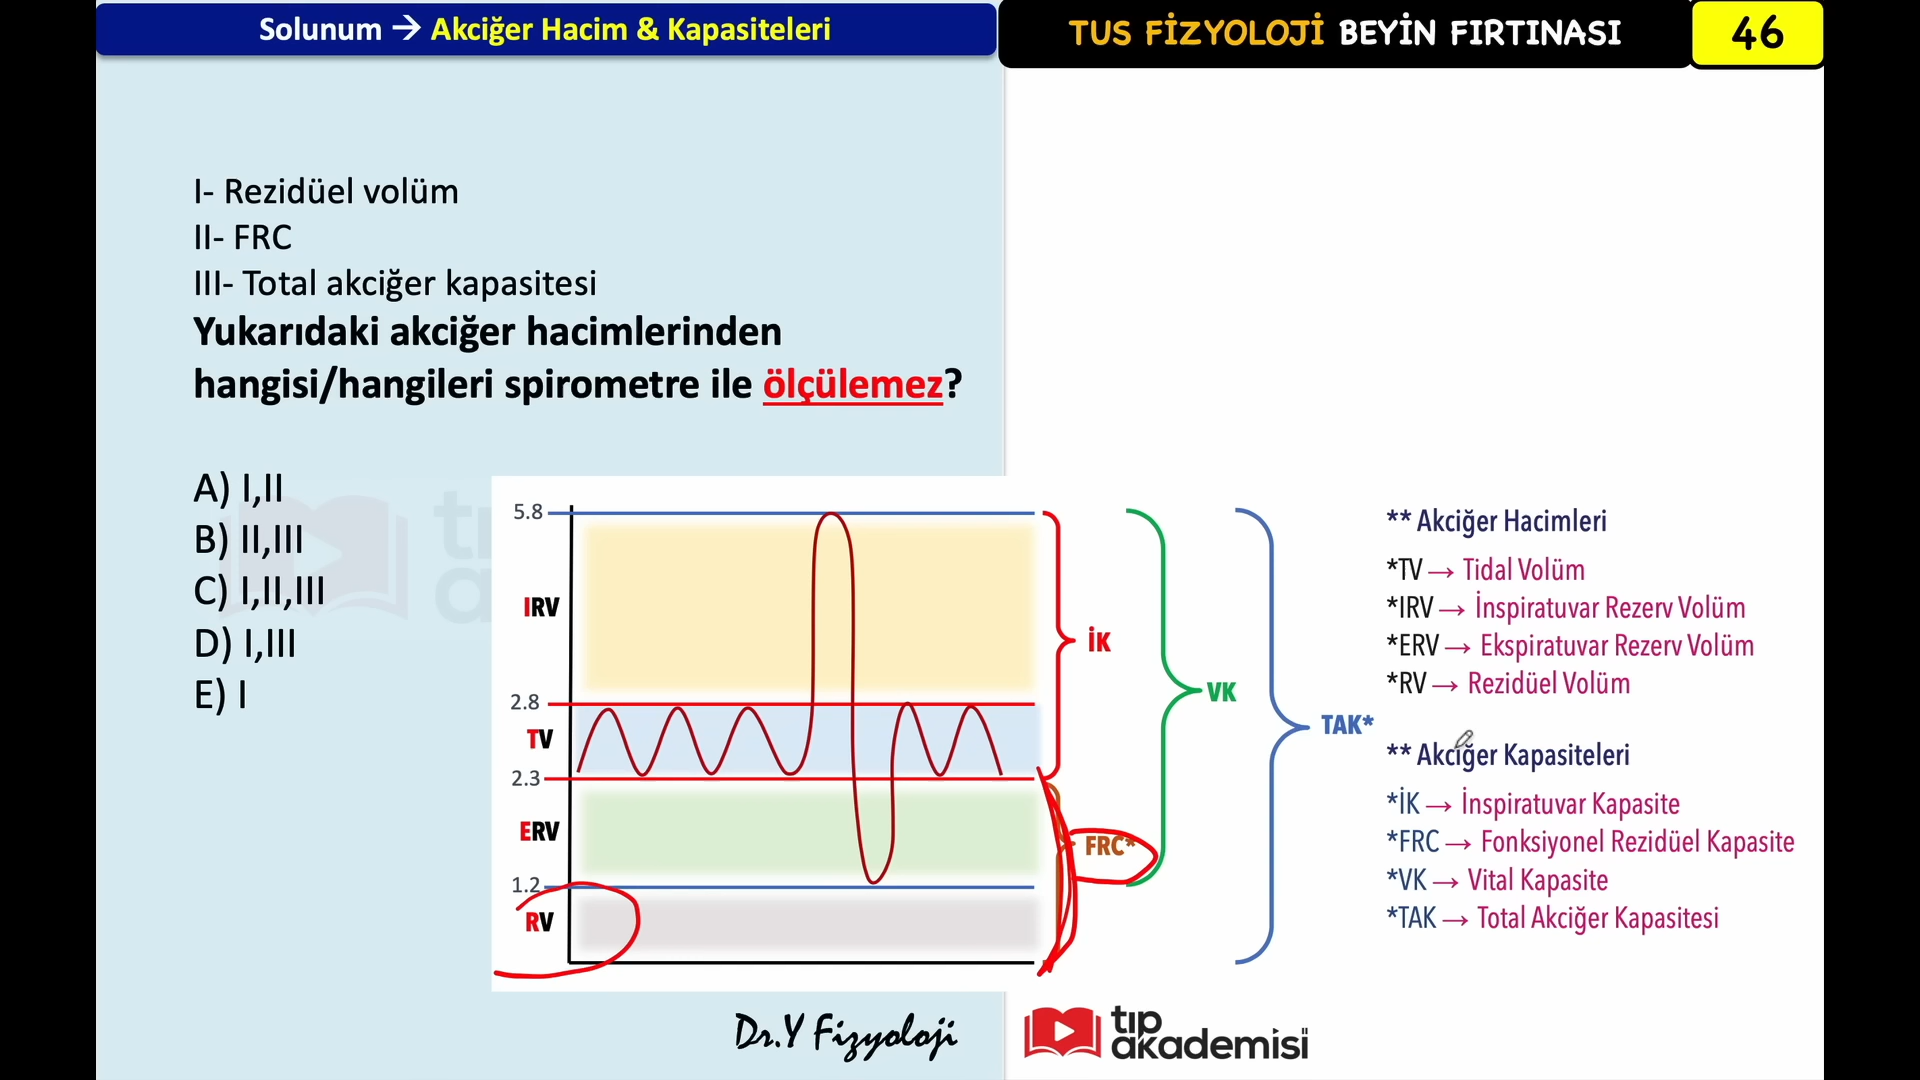 Solunum → Akciğer Hacim & Kapasiteleri
TUS FİZYOLOJİ BEYİN FIRTINASI
46
I- Rezidüel volüm
II- FRC
III- Total akciğer kapasitesi
Yukarıdaki akciğer hacimlerinden
hangisi/hangileri spirometre ile ölçülemez?
A) I,II
B) II,III
C) I,II,III
D) I,III
E) I
5.8
IRV
2.8
TV
2.3
ERV
1.2
RV
İK
FRC*
VK
TAK*
** Akciğer Hacimleri
*TV → Tidal Volüm
*IRV → İnspiratuvar Rezerv Volüm
*ERV → Ekspiratuvar Rezerv Volüm
*RV → Rezidüel Volüm
** Akciğer Kapasiteleri
*İK → İnspiratuvar Kapasite
*FRC → Fonksiyonel Rezidüel Kapasite
*VK → Vital Kapasite
*TAK → Total Akciğer Kapasitesi
Dr.Y Fizyoloji
tıp
akademisi